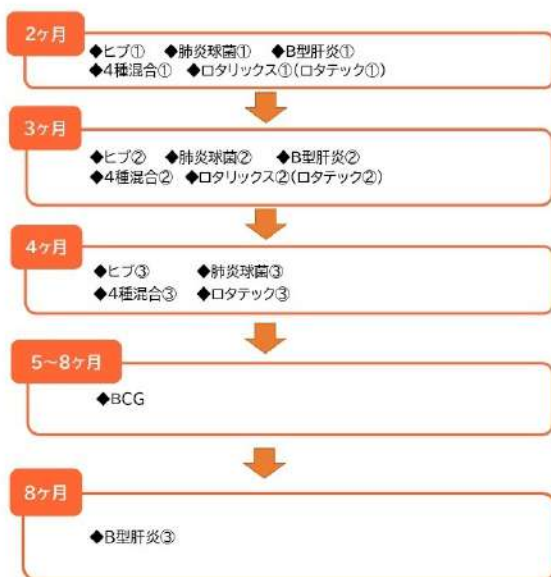 2ヶ月
◆ヒブ① ◆肺炎球菌① ◆B型肝炎①
◆4種混合① ◆ロタリックス①(ロタテック①)
3ヶ月
◆ヒブ② ◆肺炎球菌② ◆B型肝炎②
◆4種混合② ◆ロタリックス②(ロタテック②)
4ヶ月
◆ヒブ③ ◆肺炎球菌③
◆4種混合③ ◆ロタテック③
5～8ヶ月
◆BCG
8ヶ月
◆B型肝炎③